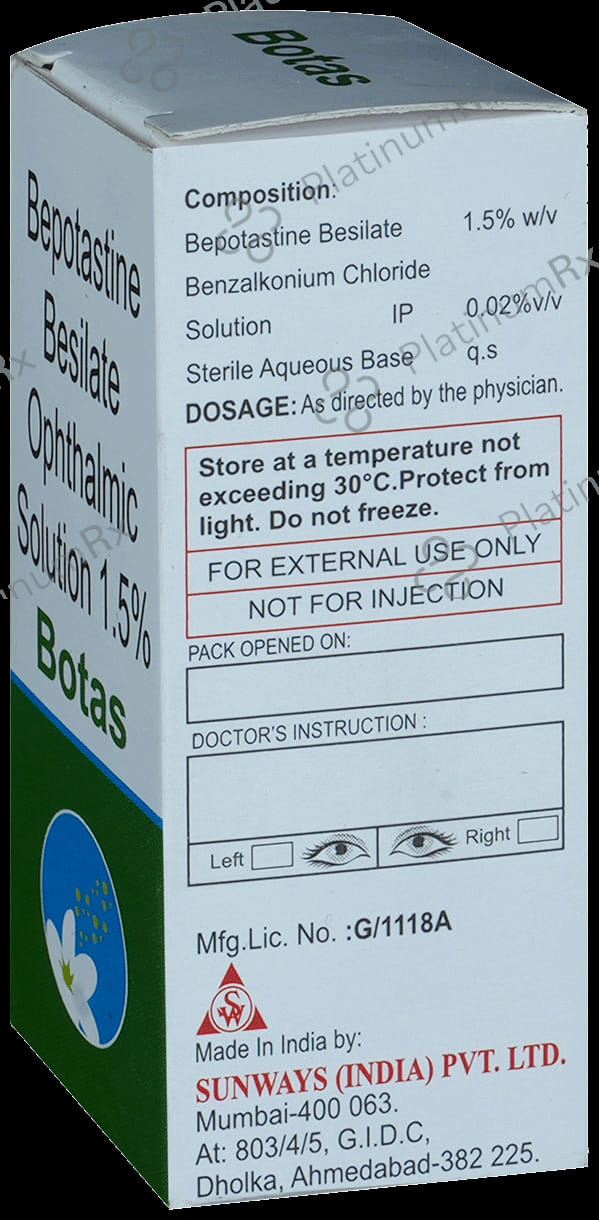 Botas
Bepotastine
Besilate
Ophthalmic
Solution 1.5%
Botas
Composition:
Bepotastine Besilate 1.5% w/v
Benzalkonium Chloride
Solution IP 0.02%v/v
Sterile Aqueous Base q.s
DOSAGE: As directed by the physician.
Store at a temperature not
exceeding 30°C.Protect from
light. Do not freeze.
FOR EXTERNAL USE ONLY
NOT FOR INJECTION
PACK OPENED ON:
DOCTOR'S INSTRUCTION :
Left Right
Mfg.Lic. No. :G/1118A
SW
Made In India by:
SUNWAYS (INDIA) PVT. LTD.
Mumbai-400 063.
At: 803/4/5, G.I.D.C,
Dholka, Ahmedabad-382 225.
PlatinumRx
PlatinumRx
PlatinumRx